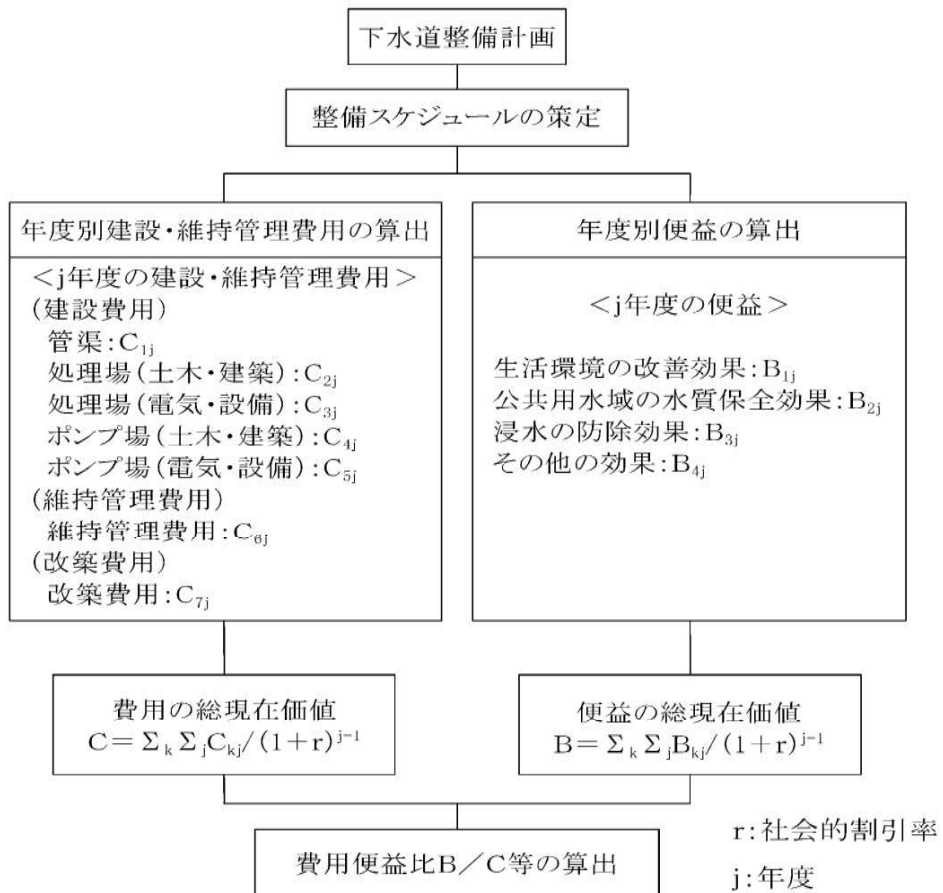 下水道整備計画
整備スケジュールの策定
年度別建設・維持管理費用の算出
<j年度の建設・維持管理費用>
(建設費用)
管渠:C₁ⱼ
処理場(土木・建築):C₂ⱼ
処理場(電気・設備):C₃ⱼ
ポンプ場(土木・建築):C₄ⱼ
ポンプ場(電気・設備):C₅ⱼ
(維持管理費用)
維持管理費用:C₆ⱼ
(改築費用)
改築費用:C₇ⱼ
年度別便益の算出
<j年度の便益>
生活環境の改善効果:B₁ⱼ
公共用水域の水質保全効果:B₂ⱼ
浸水の防除効果:B₃ⱼ
その他の効果:B₄ⱼ
費用の総現在価値
C=ΣₖΣⱼCₖⱼ/(1+r)ʲ⁻¹
便益の総現在価値
B=ΣₖΣⱼBₖⱼ/(1+r)ʲ⁻¹
費用便益比B/C等の算出
r:社会的割引率
j:年度